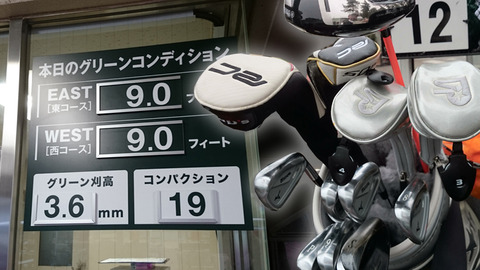 本日のグリーンコンディション
EAST
[東コース]
9.0
フ
WEST
[西コース]
9.0
フィート
グリーン刈高
3.6 mm
コンパクション
19
12
3